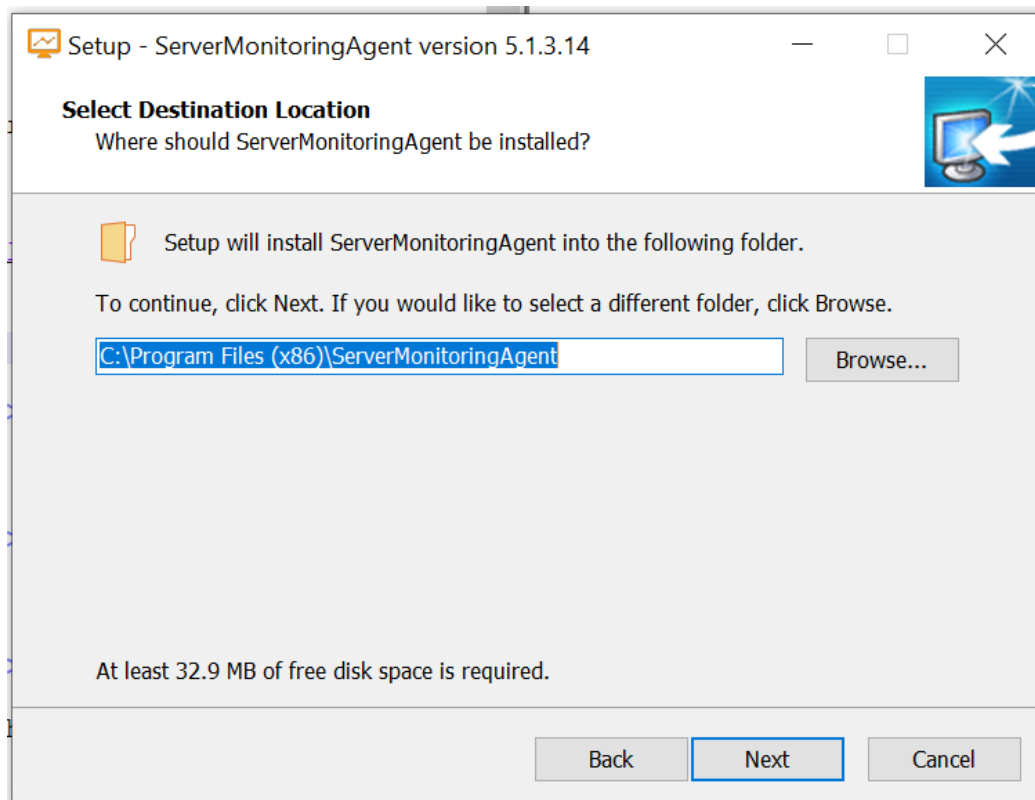 Setup - ServerMonitoringAgent version 5.1.3.14
Select Destination Location
Where should ServerMonitoringAgent be installed?
Setup will install ServerMonitoringAgent into the following folder.
To continue, click Next. If you would like to select a different folder, click Browse.
C:\Program Files (x86)\ServerMonitoringAgent
Browse...
At least 32.9 MB of free disk space is required.
Back
Next
Cancel